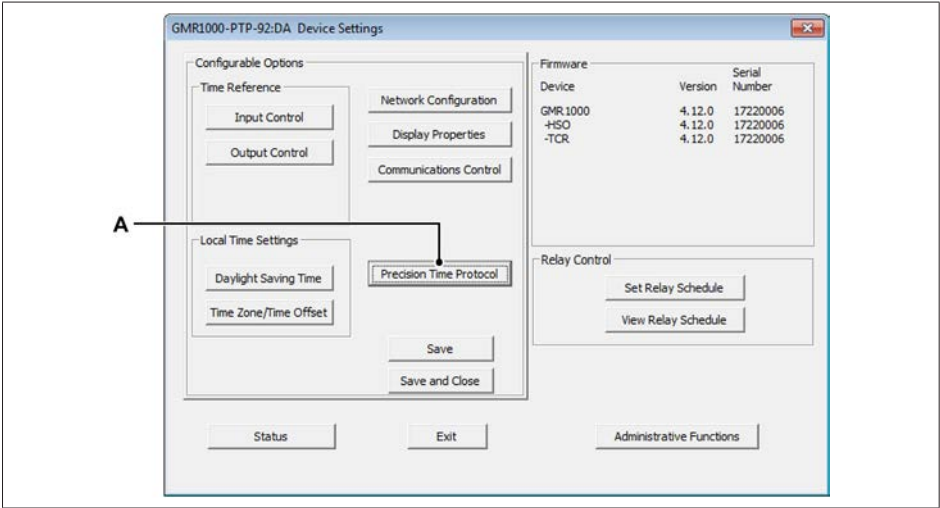 GMR1000-PTP-92:DA Device Settings
Configurable Options
Time Reference
Input Control
Output Control
Network Configuration
Display Properties
Communications Control
A
Local Time Settings
Daylight Saving Time
Time Zone/Time Offset
Precision Time Protocol
Save
Save and Close
Firmware
Device Version Serial Number
GMR1000 4.12.0 17220006
-HSO 4.12.0 17220006
-TCR 4.12.0 17220006
Relay Control
Set Relay Schedule
View Relay Schedule
Status
Exit
Administrative Functions